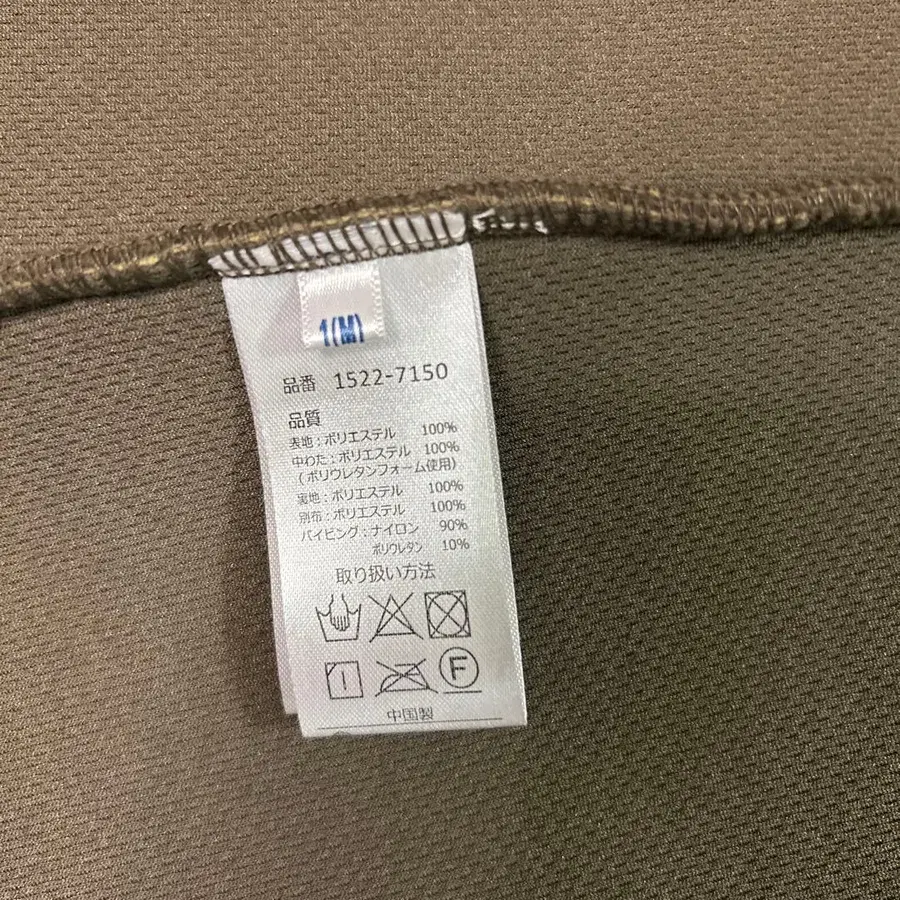 1(M)
品番 1522-7150
品質
表地:ポリエステル 100%
中わた:ポリエステル 100%
(ポリウレタンフォーム使用)
裏地:ポリエステル 100%
別布:ポリエステル 100%
パイピング:ナイロン 90%
ポリウレタン 10%
取り扱い方法
F
中国製